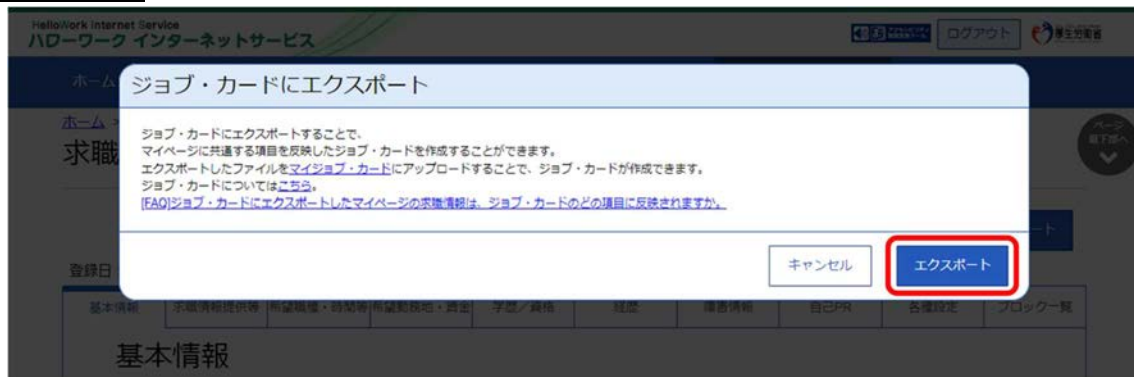 HelloWork Internet Service
ハローワーク インターネットサービス
ログアウト
厚生労働省
ホーム
ジョブ・カードにエクスポート
ホーム >
求職
ページ
最下部へ
ジョブ・カードにエクスポートすることで、
マイページに共通する項目を反映したジョブ・カードを作成することができます。
エクスポートしたファイルをマイジョブ・カードにアップロードすることで、ジョブ・カードが作成できます。
ジョブ・カードについてはこちら。
[FAQ]ジョブ・カードにエクスポートしたマイページの求職情報は、ジョブ・カードのどの項目に反映されますか。
ート
キャンセル
エクスポート
登録日
基本情報 求職情報提供等 希望職種・時間等 希望勤務地・賃金 学歴／資格 経歴 障害情報 自己PR 各種設定 ブロック一覧
基本情報